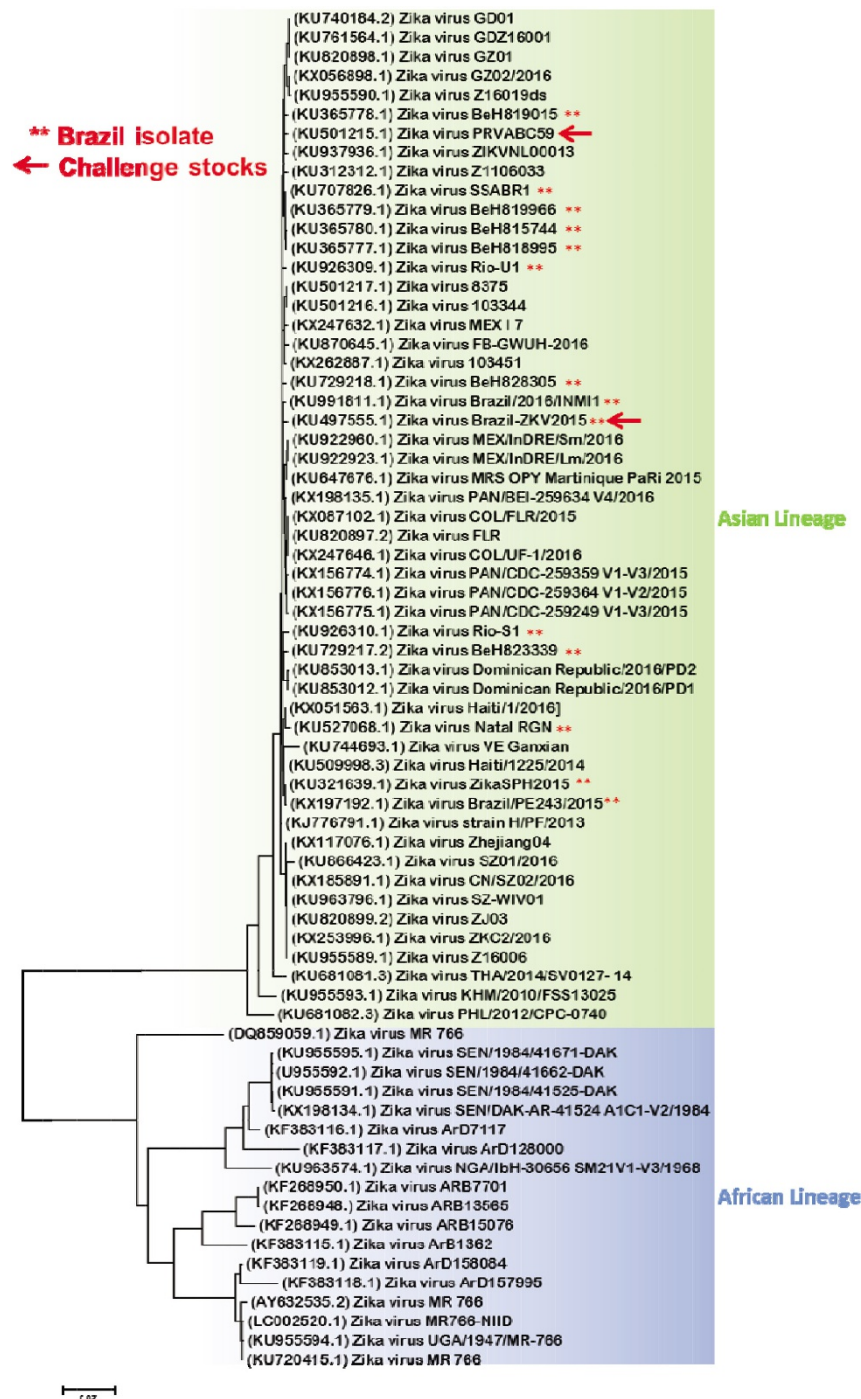 (KU740184.2) Zika virus GD01
(KU761564.1) Zika virus GDZ16001
(KU820898.1) Zika virus GZ01
(KX056898.1) Zika virus GZ02/2016
(KU955590.1) Zika virus Z16019ds
(KU365778.1) Zika virus BeH819015 **
** Brazil isolate
(KU501215.1) Zika virus PRVABC59
(KU937936.1) Zika virus ZIKVNL00013
Challenge stocks
(KU312312.1) Zika virus Z1106033
(KU707826.1) Zika virus SSABR1 **
(KU365779.1) Zika virus BeH819966 **
(KU365780.1) Zika virus BeH815744 **
(KU365777.1) Zika virus BeH818995 **
(KU926309.1) Zika virus Rio-U1 **
(KU501217.1) Zika virus 8375
(KU501216.1) Zika virus 103344
(KX247632.1) Zika virus MEX I 7
(KU870645.1) Zika virus FB-GWUH-2016
(KX262887.1) Zika virus 103451
(KU729218.1) Zika virus BeH828305 **
(KU991811.1) Zika virus Brazil/2016/INMI1 **
(KU497555.1) Zika virus Brazil-ZKV2015 **
(KU922960.1) Zika virus MEX/InDRE/Sm/2016
(KU922923.1) Zika virus MEX/InDRE/Lm/2016
(KU647676.1) Zika virus MRS OPY Martinique PaRi 2015
(KX198135.1) Zika virus PAN/BEI-259634 V4/2016
(KX087102.1) Zika virus COL/FLR/2015
Asian Lineage
(KU820897.2) Zika virus FLR
(KX247646.1) Zika virus COL/UF-1/2016
(KX156774.1) Zika virus PAN/CDC-259359 V1-V3/2015
(KX156776.1) Zika virus PAN/CDC-259364 V1-V2/2015
(KX156775.1) Zika virus PAN/CDC-259249 V1-V3/2015
(KU926310.1) Zika virus Rio-S1 **
(KU729217.2) Zika virus BeH823339 **
(KU853013.1) Zika virus Dominican Republic/2016/PD2
(KU853012.1) Zika virus Dominican Republic/2016/PD1
(KX051563.1) Zika virus Haiti/1/2016]
(KU527068.1) Zika virus Natal RGN **
(KU744693.1) Zika virus VE Ganxian
(KU509998.3) Zika virus Haiti/1225/2014
(KU321639.1) Zika virus ZikaSPH2015 **
(KX197192.1) Zika virus Brazil/PE243/2015 **
(KJ776791.1) Zika virus strain H/PF/2013
(KX117076.1) Zika virus Zhejiang04
(KU866423.1) Zika virus SZ01/2016
(KX185891.1) Zika virus CN/SZ02/2016
(KU963796.1) Zika virus SZ-WIV01
(KU820899.2) Zika virus ZJ03
(KX253996.1) Zika virus ZKC2/2016
(KU955589.1) Zika virus Z16006
(KU681081.3) Zika virus THA/2014/SV0127- 14
(KU955593.1) Zika virus KHM/2010/FSS13025
(KU681082.3) Zika virus PHL/2012/CPC-0740
(DQ859059.1) Zika virus MR 766
(KU955595.1) Zika virus SEN/1984/41671-DAK
(U955592.1) Zika virus SEN/1984/41662-DAK
(KU955591.1) Zika virus SEN/1984/41525-DAK
(KX198134.1) Zika virus SEN/DAK-AR-41524 A1C1-V2/1984
(KF383116.1) Zika virus ArD7117
(KF383117.1) Zika virus ArD128000
(KU963574.1) Zika virus NGA/IbH-30656 SM21V1-V3/1968
(KF268950.1) Zika virus ARB7701
African Lineage
(KF268948.) Zika virus ARB13565
(KF268949.1) Zika virus ARB15076
(KF383115.1) Zika virus ArB1362
(KF383119.1) Zika virus ArD158084
(KF383118.1) Zika virus ArD157995
(AY632535.2) Zika virus MR 766
(LC002520.1) Zika virus MR766-NIID
(KU955594.1) Zika virus UGA/1947/MR-766
(KU720415.1) Zika virus MR 766